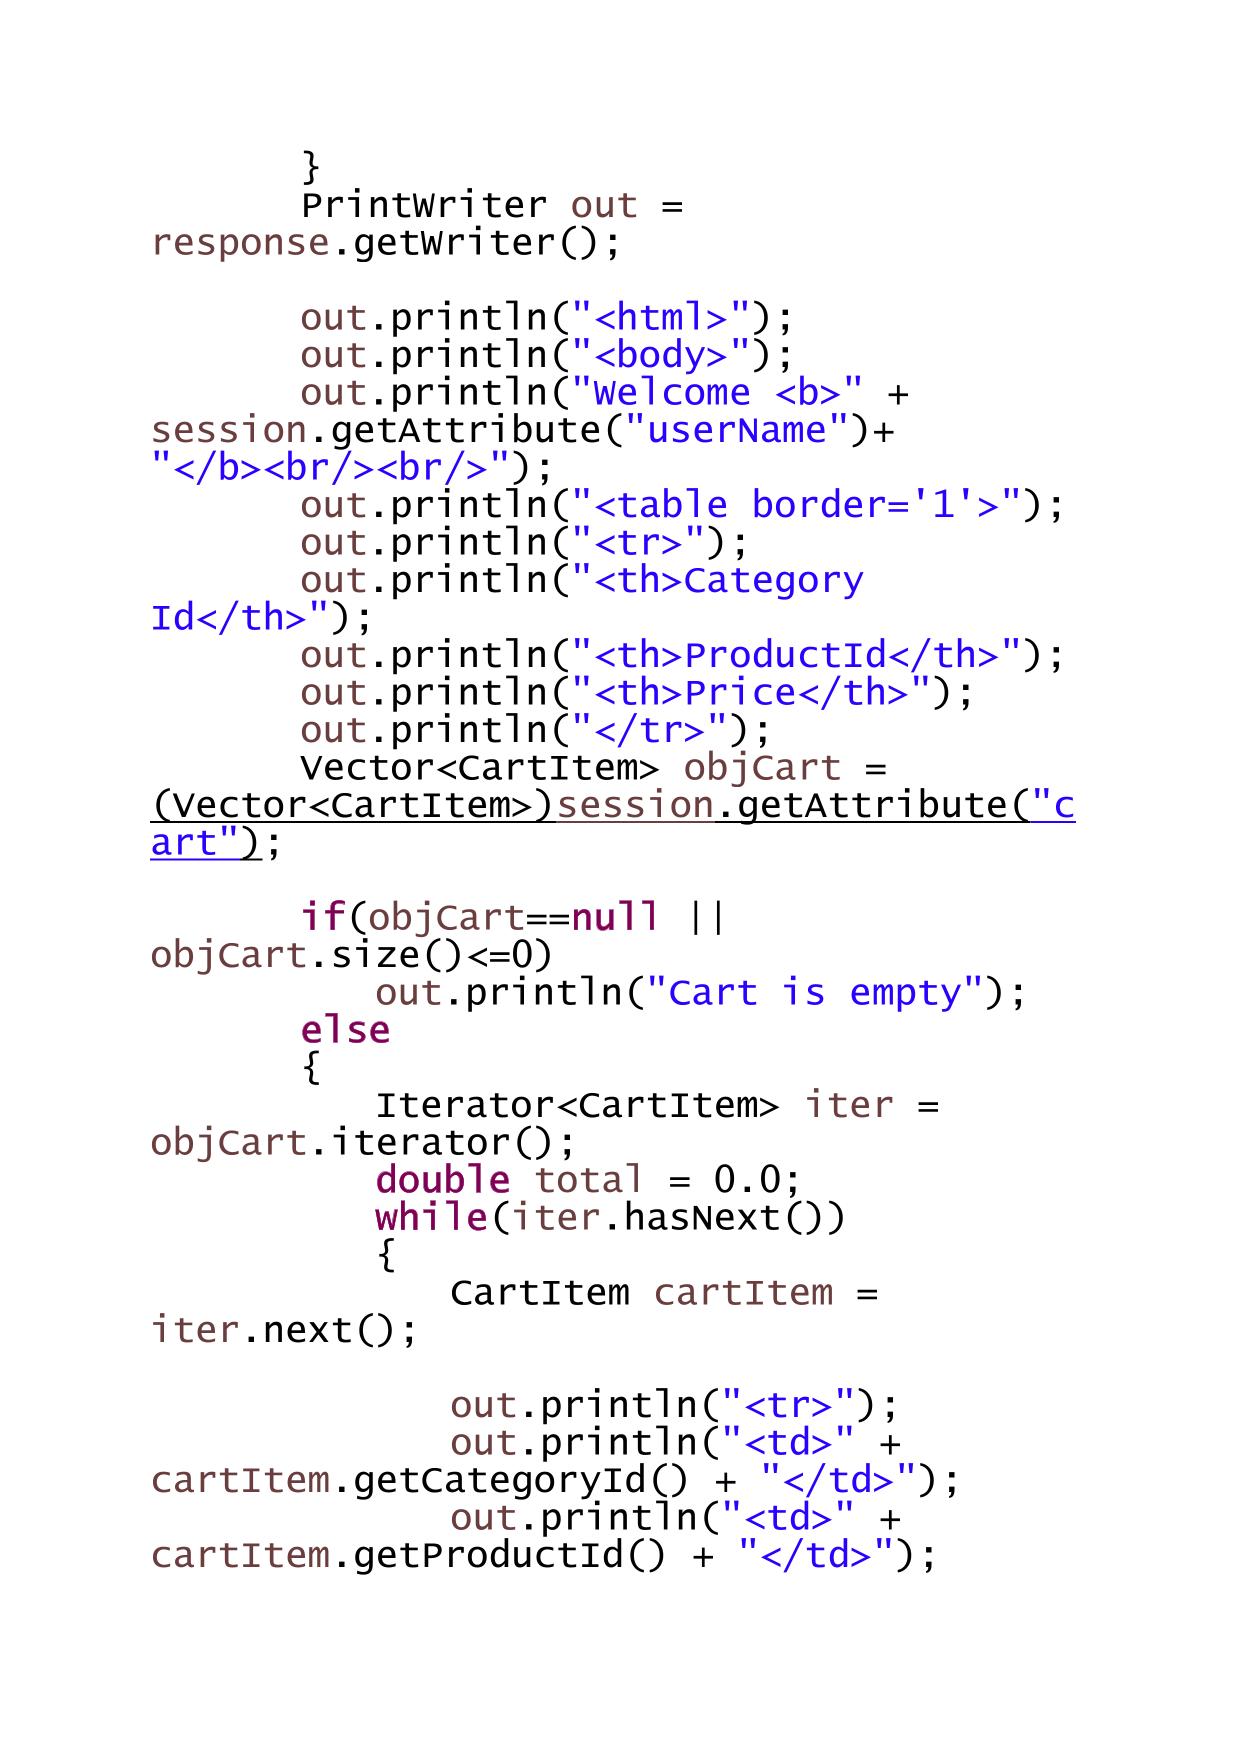 }
PrintWriter out =
response.getWriter();
out.println("<html>");
out.println("<body>");
out.println("Welcome <b>" +
session.getAttribute("userName")+
"</b><br/><br/>");
out.println("<table border='1'>");
out.println("<tr>");
out.println("<th>Category
Id</th>");
out.println("<th>ProductId</th>");
out.println("<th>Price</th>");
out.println("</tr>");
Vector<CartItem> objCart =
(Vector<CartItem>)session.getAttribute("c
art");
if(objCart==null ||
objCart.size()<=0)
out.println("Cart is empty");
else
{
Iterator<CartItem> iter =
objCart.iterator();
double total = 0.0;
while(iter.hasNext())
{
CartItem cartItem =
iter.next();
out.println("<tr>");
out.println("<td>" +
cartItem.getCategoryId() + "</td>");
out.println("<td>" +
cartItem.getProductId() + "</td>");